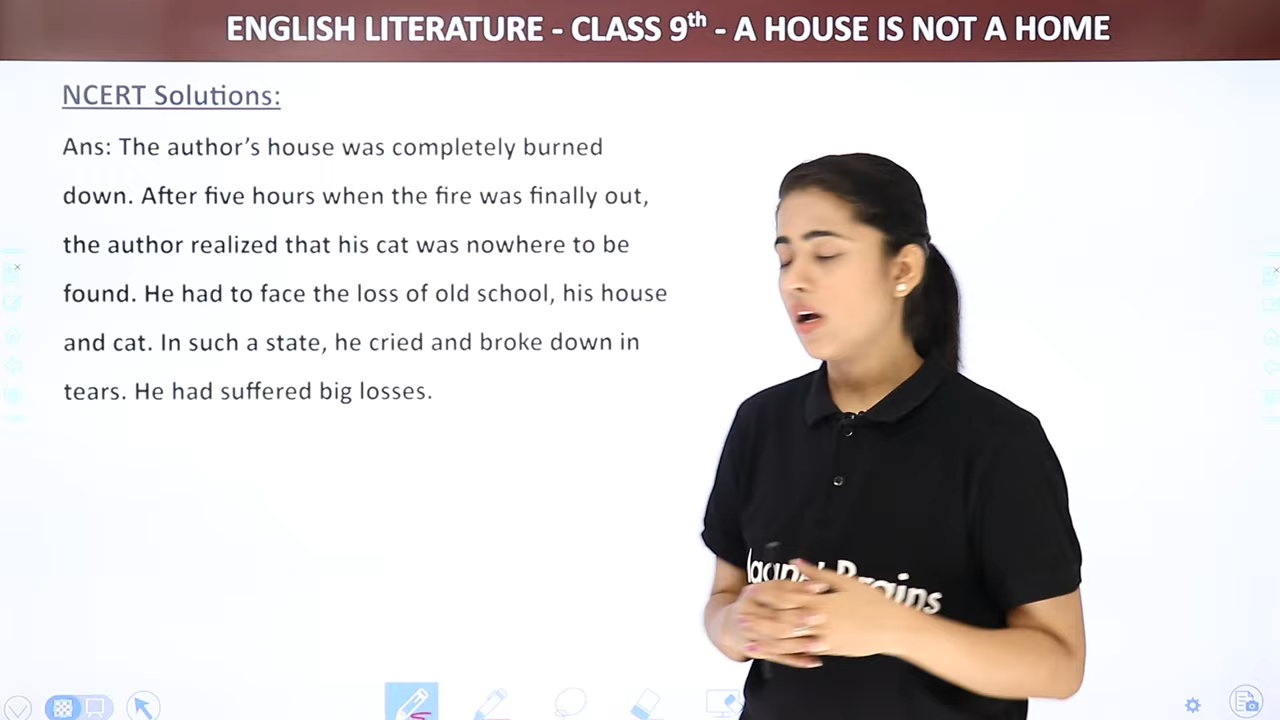 ENGLISH LITERATURE - CLASS 9th - A HOUSE IS NOT A HOME
NCERT Solutions:
Ans: The author’s house was completely burned
down. After five hours when the fire was finally out,
the author realized that his cat was nowhere to be
found. He had to face the loss of old school, his house
and cat. In such a state, he cried and broke down in
tears. He had suffered big losses.